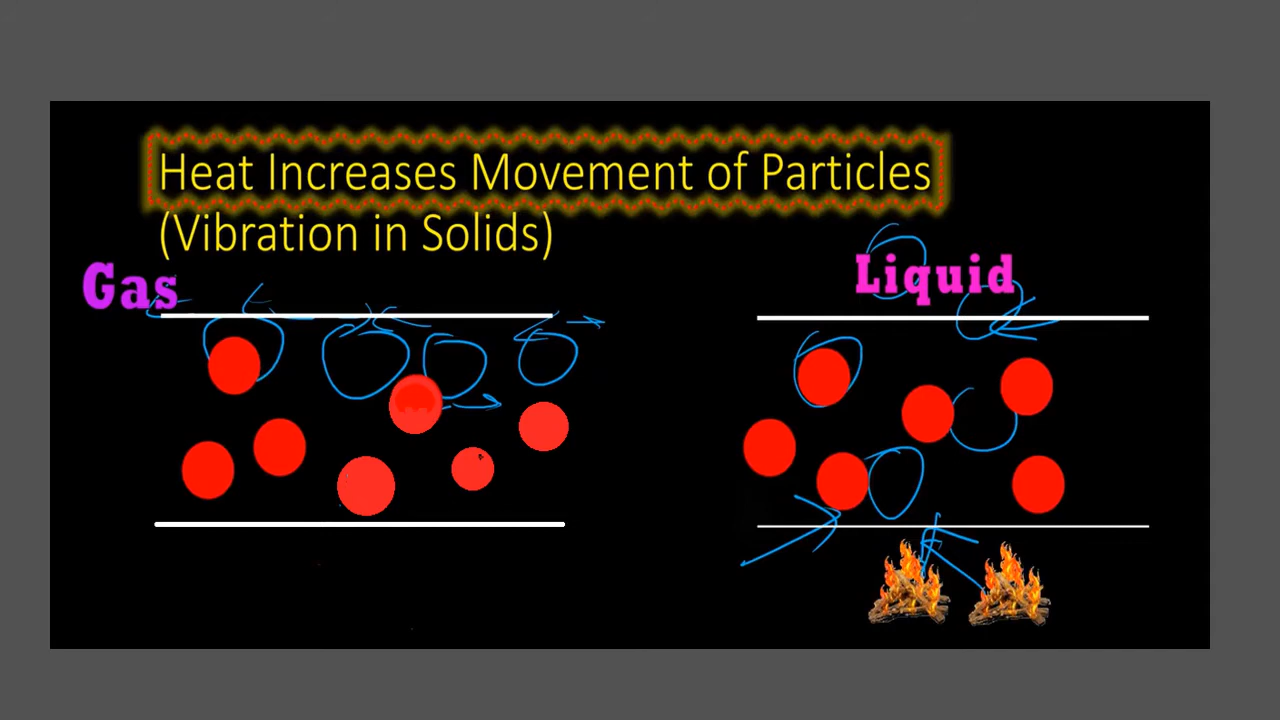 Heat Increases Movement of Particles
(Vibration in Solids)
Gas
Liquid